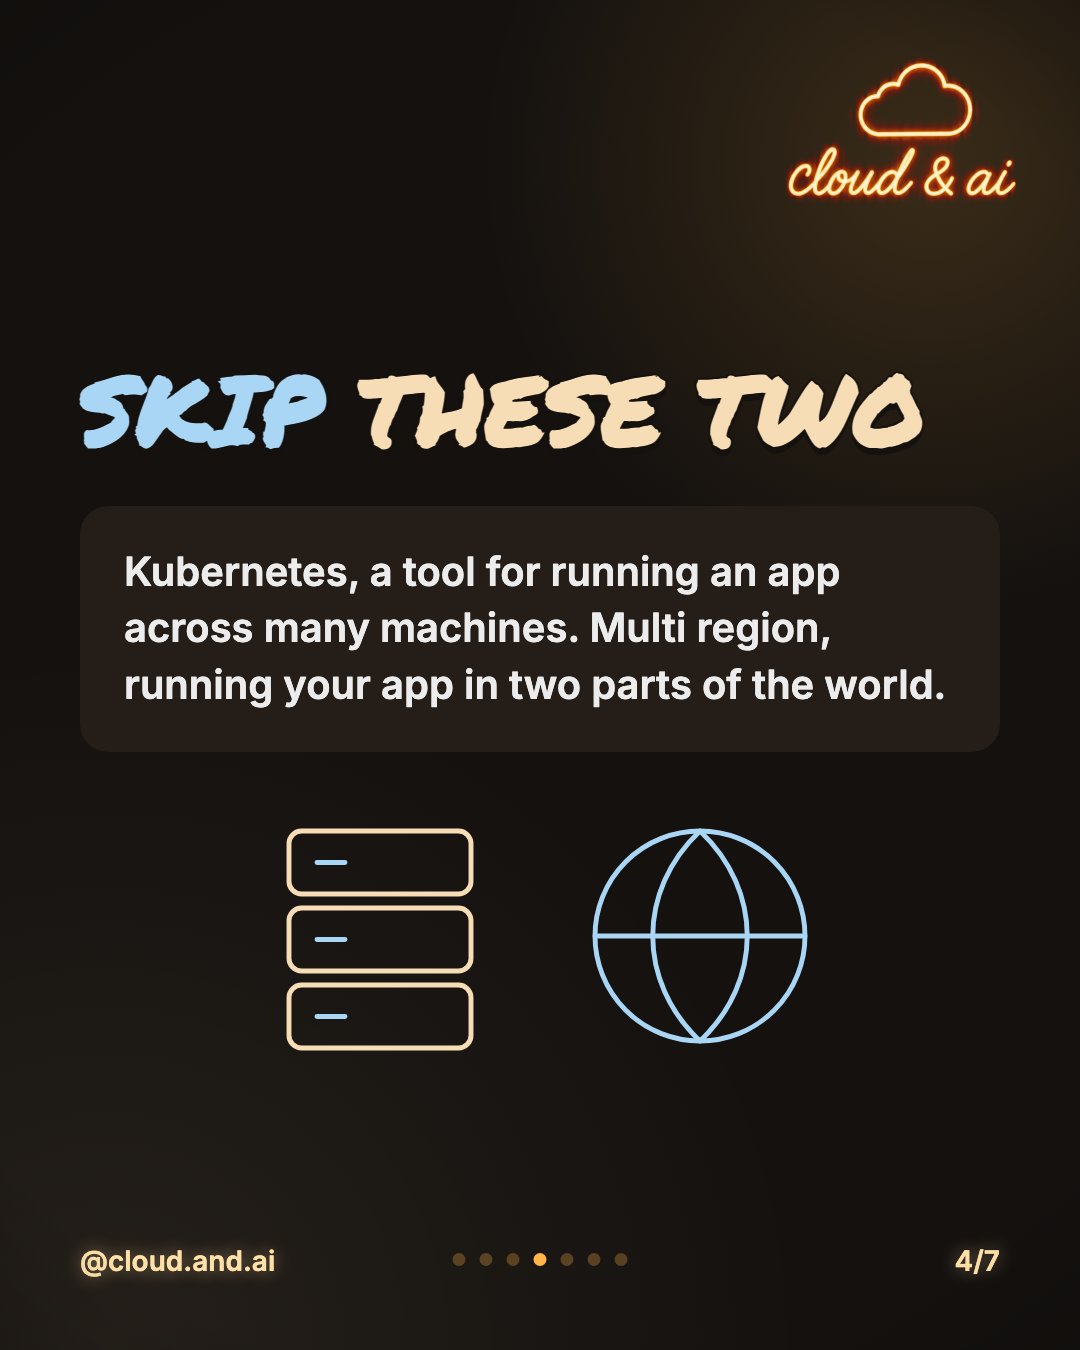 cloud & ai
SKIP THESE TWO
Kubernetes, a tool for running an app
across many machines. Multi region,
running your app in two parts of the world.
@cloud.and.ai
4/7